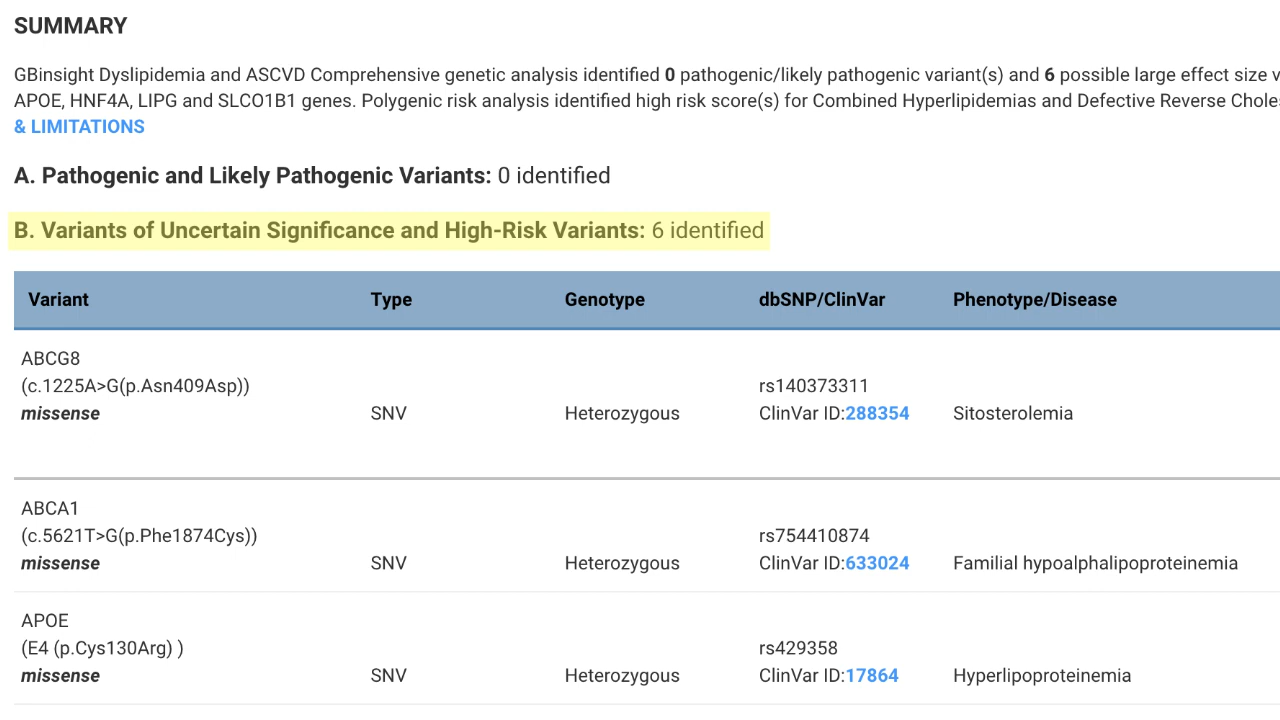 SUMMARY
GBinsight Dyslipidemia and ASCVD Comprehensive genetic analysis identified 0 pathogenic/likely pathogenic variant(s) and 6 possible large effect size
APOE, HNF4A, LIPG and SLCO1B1 genes. Polygenic risk analysis identified high risk score(s) for Combined Hyperlipidemias and Defective Reverse
& LIMITATIONS
A. Pathogenic and Likely Pathogenic Variants: 0 identified
B. Variants of Uncertain Significance and High-Risk Variants: 6 identified
Variant Type Genotype dbSNP/ClinVar Phenotype/Disease
ABCG8
(c.1225A>G(p.Asn409Asp)) rs140373311
missense SNV Heterozygous ClinVar ID:288354 Sitosterolemia
ABCA1
(c.5621T>G(p.Phe1874Cys)) rs754410874
missense SNV Heterozygous ClinVar ID:633024 Familial hypoalphalipoproteinemia
APOE
(E4 (p.Cys130Arg) ) rs429358
missense SNV Heterozygous ClinVar ID:17864 Hyperlipoproteinemia